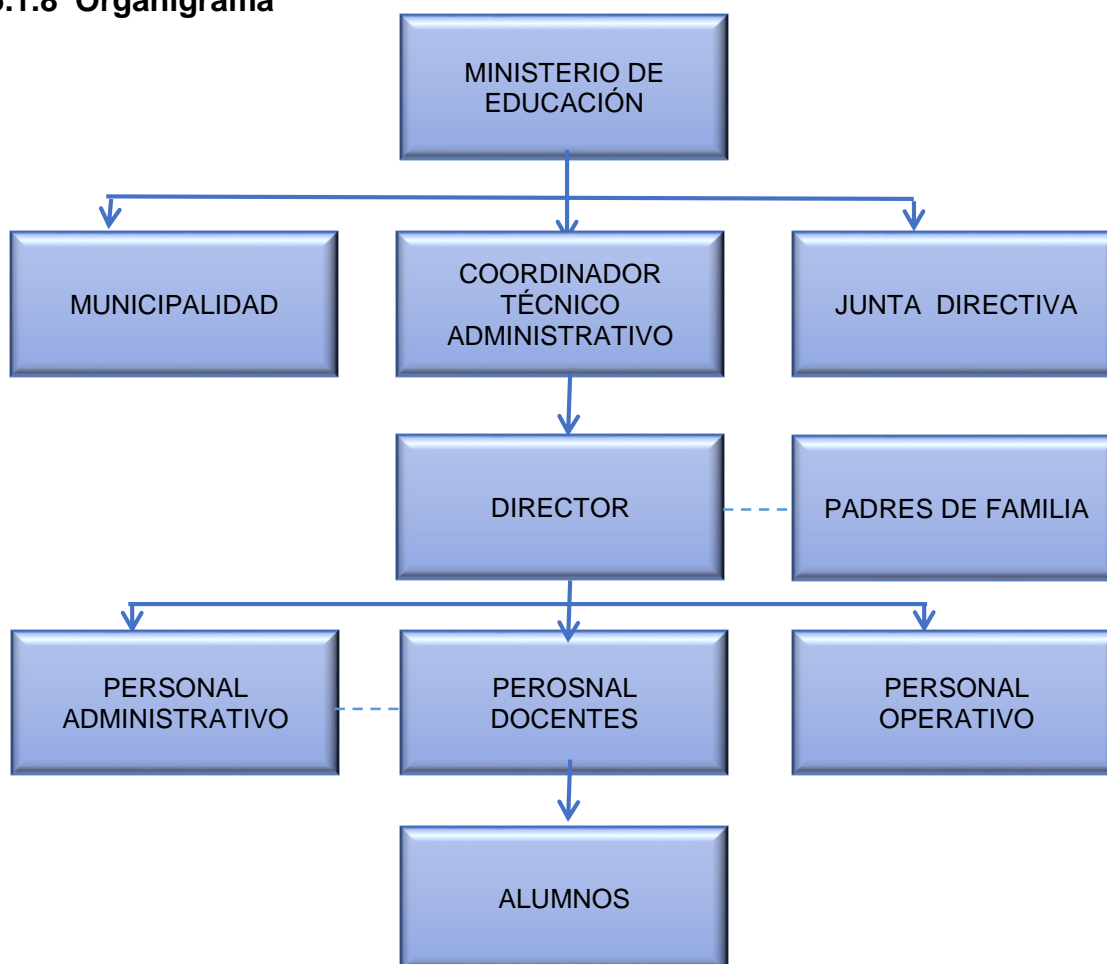 .1.8 Organigrama
MINISTERIO DE
EDUCACIÓN
MUNICIPALIDAD
COORDINADOR
TÉCNICO
ADMINISTRATIVO
JUNTA DIRECTIVA
DIRECTOR
PADRES DE FAMILIA
PERSONAL
ADMINISTRATIVO
PEROSNAL
DOCENTES
PERSONAL
OPERATIVO
ALUMNOS